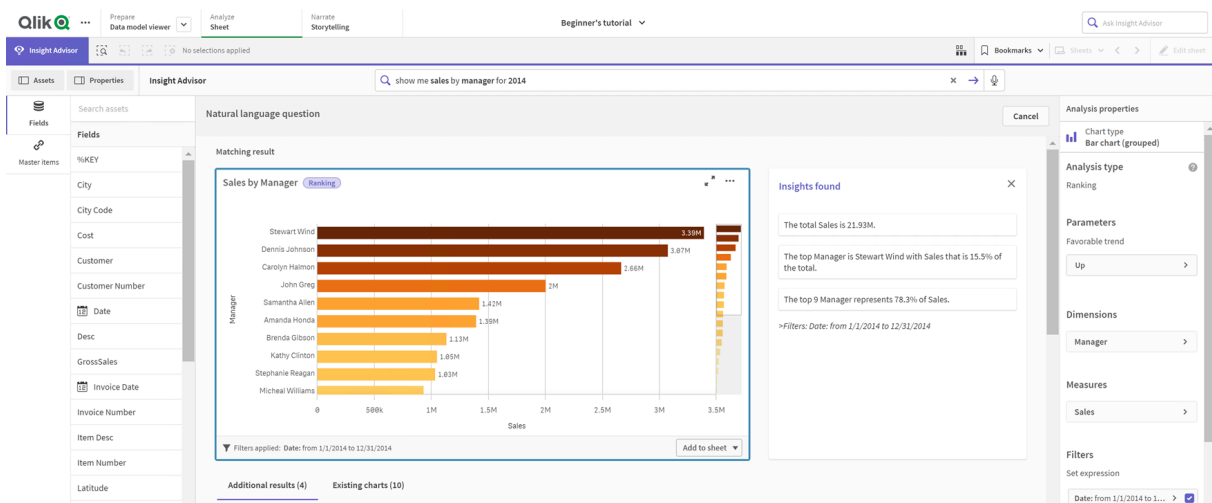 Qlik
Prepare
Data model viewer
Analyze
Sheet
Narrate
Storytelling
Beginner's tutorial
Ask Insight Advisor
Insight Advisor
No selections applied
Bookmarks
Sheets
Edit sheet
Assets
Properties
Insight Advisor
show me sales by manager for 2014
Fields
Master items
Search assets
Fields
%KEY
City
City Code
Cost
Customer
Customer Number
Date
Desc
GrossSales
Invoice Date
Invoice Number
Item Desc
Item Number
Latitude
Natural language question
Cancel
Matching result
Sales by Manager
Ranking
Manager
Stewart Wind
3.39M
Dennis Johnson
3.07M
Carolyn Halmon
2.66M
John Greg
2M
Samantha Allen
1.42M
Amanda Honda
1.39M
Brenda Gibson
1.13M
Kathy Clinton
1.05M
Stephanie Reagan
1.03M
Micheal Williams
0
500k
1M
1.5M
2M
2.5M
3M
3.5M
Sales
Filters applied: Date: from 1/1/2014 to 12/31/2014
Add to sheet
Additional results (4)
Existing charts (10)
Insights found
The total Sales is 21.93M.
The top Manager is Stewart Wind with Sales that is 15.5% of
the total.
The top 9 Manager represents 78.3% of Sales.
>Filters: Date: from 1/1/2014 to 12/31/2014
Analysis properties
Chart type
Bar chart (grouped)
Analysis type
Ranking
Parameters
Favorable trend
Up
Dimensions
Manager
Measures
Sales
Filters
Set expression
Date: from 1/1/2014 to 1...